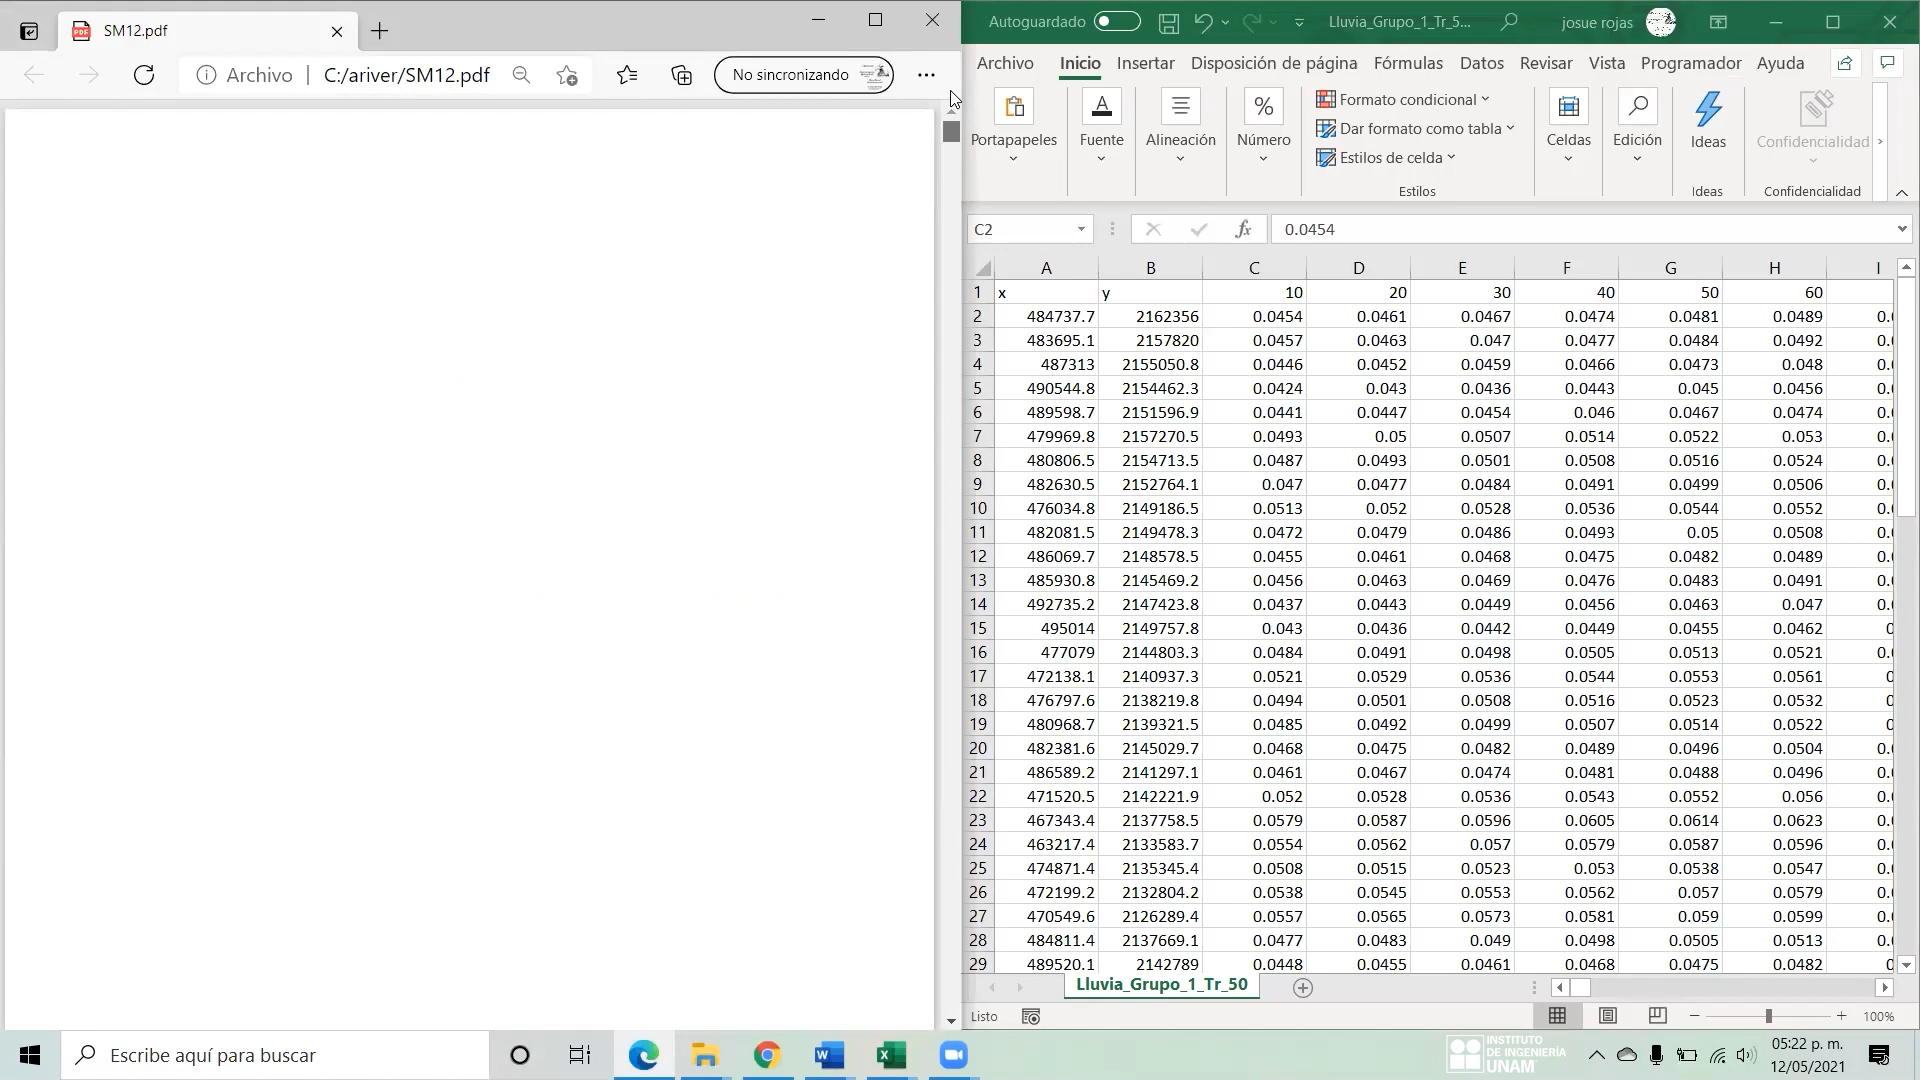 SM12.pdf
Archivo | C:/ariver/SM12.pdf No sincronizando
Autoguardado Lluvia_Grupo_1_Tr_5... josue rojas
Archivo Inicio Insertar Disposición de página Fórmulas Datos Revisar Vista Programador Ayuda
Portapapeles Fuente Alineación Número Formato condicional Celdas Edición Ideas Confidencialidad
Dar formato como tabla
Estilos de celda
Estilos Ideas Confidencialidad
C2 fx 0.0454
A B C D E F G H I
1 x y 10 20 30 40 50 60
2 484737.7 2162356 0.0454 0.0461 0.0467 0.0474 0.0481 0.0489
3 483695.1 2157820 0.0457 0.0463 0.047 0.0477 0.0484 0.0492
4 487313 2155050.8 0.0446 0.0452 0.0459 0.0466 0.0473 0.048
5 490544.8 2154462.3 0.0424 0.043 0.0436 0.0443 0.045 0.0456
6 489598.7 2151596.9 0.0441 0.0447 0.0454 0.046 0.0467 0.0474
7 479969.8 2157270.5 0.0493 0.05 0.0507 0.0514 0.0522 0.053
8 480806.5 2154713.5 0.0487 0.0493 0.0501 0.0508 0.0516 0.0524
9 482630.5 2152764.1 0.047 0.0477 0.0484 0.0491 0.0499 0.0506
10 476034.8 2149186.5 0.0513 0.052 0.0528 0.0536 0.0544 0.0552
11 482081.5 2149478.3 0.0472 0.0479 0.0486 0.0493 0.05 0.0508
12 486069.7 2148578.5 0.0455 0.0461 0.0468 0.0475 0.0482 0.0489
13 485930.8 2145469.2 0.0456 0.0463 0.0469 0.0476 0.0483 0.0491
14 492735.2 2147423.8 0.0437 0.0443 0.0449 0.0456 0.0463 0.047
15 495014 2149757.8 0.043 0.0436 0.0442 0.0449 0.0455 0.0462
16 477079 2144803.3 0.0484 0.0491 0.0498 0.0505 0.0513 0.0521
17 472138.1 2140937.3 0.0521 0.0529 0.0536 0.0544 0.0553 0.0561
18 476797.6 2138219.8 0.0494 0.0501 0.0508 0.0516 0.0523 0.0532
19 480968.7 2139321.5 0.0485 0.0492 0.0499 0.0507 0.0514 0.0522
20 482381.6 2145029.7 0.0468 0.0475 0.0482 0.0489 0.0496 0.0504
21 486589.2 2141297.1 0.0461 0.0467 0.0474 0.0481 0.0488 0.0496
22 471520.5 2142221.9 0.052 0.0528 0.0536 0.0543 0.0552 0.056
23 467343.4 2137758.5 0.0579 0.0587 0.0596 0.0605 0.0614 0.0623
24 463217.4 2133583.7 0.0554 0.0562 0.057 0.0579 0.0587 0.0596
25 474871.4 2135345.4 0.0508 0.0515 0.0523 0.053 0.0538 0.0547
26 472199.2 2132804.2 0.0538 0.0545 0.0553 0.0562 0.057 0.0579
27 470549.6 2126289.4 0.0557 0.0565 0.0573 0.0581 0.059 0.0599
28 484811.4 2137669.1 0.0477 0.0483 0.049 0.0498 0.0505 0.0513
29 489520.1 2142789 0.0448 0.0455 0.0461 0.0468 0.0475 0.0482
Lluvia_Grupo_1_Tr_50
Listo 100%
Escribe aquí para buscar
INSTITUTO
DE INGENIERÍA
UNAM
05:22 p. m.
12/05/2021